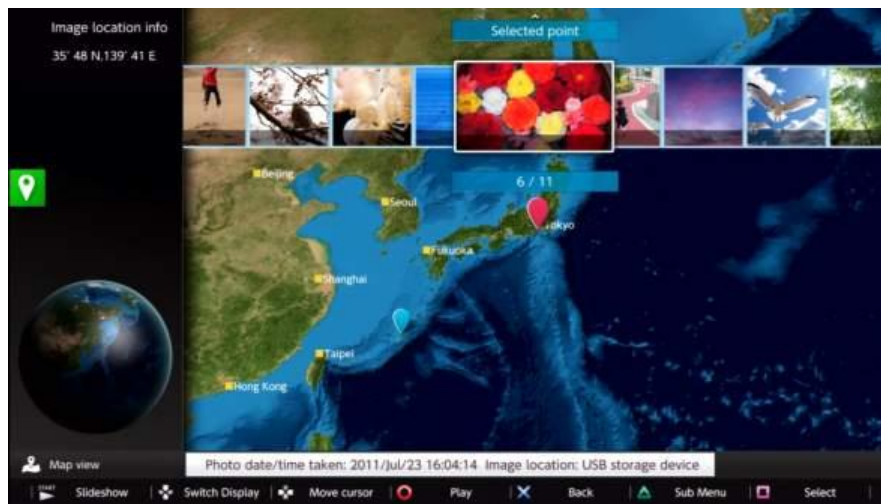 Image location info
35° 48 N,139° 41 E
Selected point
6 / 11
Beijing
Seoul
Tokyo
Fukuoka
Shanghai
Taipei
Hong Kong
Map view
Photo date/time taken: 2011/Jul/23 16:04:14 Image location: USB storage device
START Slideshow Switch Display Move cursor Play Back Sub Menu Select